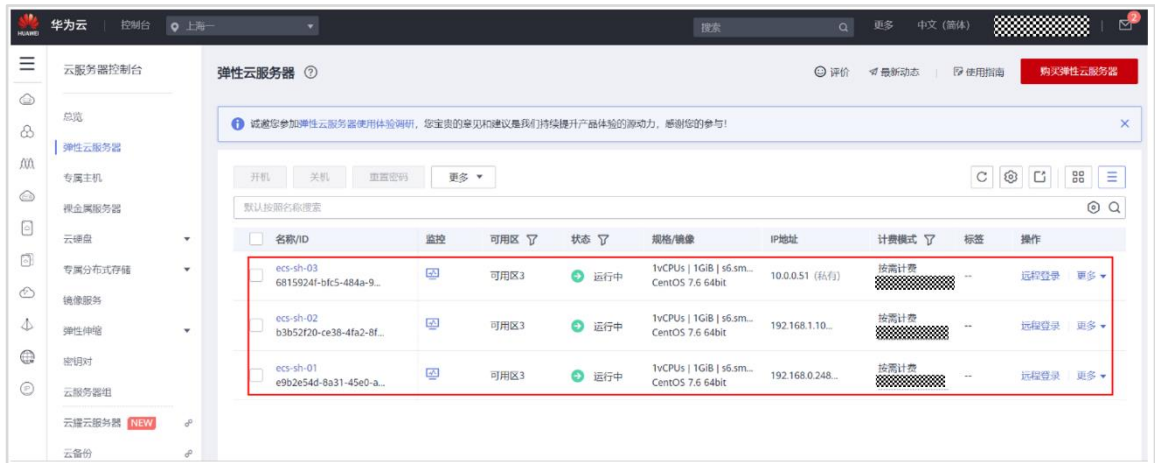 HUAWEI
华为云 | 控制台 上海一 搜索 更多 中文 (简体) 2
云服务器控制台
弹性云服务器 评价 最新动态 使用指南 购买弹性云服务器
总览
诚邀您参加弹性云服务器使用体验调研，您宝贵的意见和建议是我们持续提升产品体验的源动力，感谢您的参与！
弹性云服务器
专属主机
开机 关机 重置密码 更多
裸金属服务器
默认按照名称搜索
云硬盘
名称/ID 监控 可用区 状态 规格/镜像 IP地址 计费模式 标签 操作
专属分布式存储
ecs-sh-03 1vCPUs | 1GiB | s6.sm... 按需计费
6815924f-bfc5-484a-9... 可用区3 运行中 CentOS 7.6 64bit 10.0.0.51 (私有) -- 远程登录 更多
镜像服务
弹性伸缩
ecs-sh-02 1vCPUs | 1GiB | s6.sm... 按需计费
b3b52f20-ce38-4fa2-8f... 可用区3 运行中 CentOS 7.6 64bit 192.168.1.10... -- 远程登录 更多
密钥对
ecs-sh-01 1vCPUs | 1GiB | s6.sm... 按需计费
e9b2e54d-8a31-45e0-a... 可用区3 运行中 CentOS 7.6 64bit 192.168.0.248... -- 远程登录 更多
云服务器组
云耀云服务器 NEW
云备份